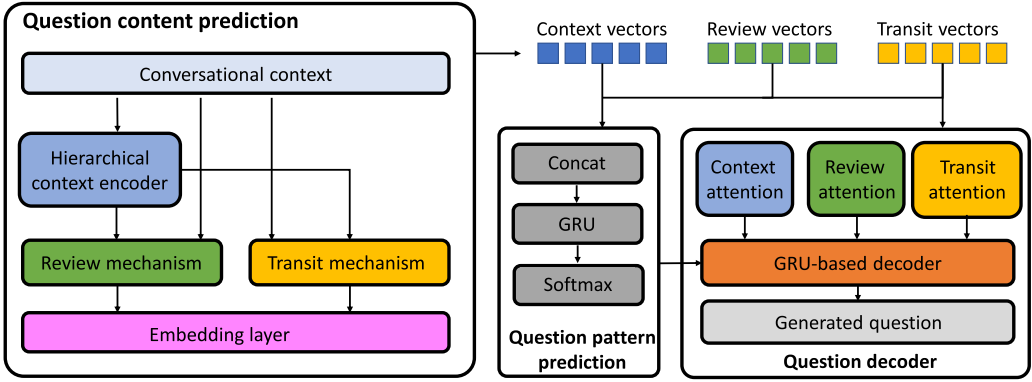 Question content prediction
Conversational context
Hierarchical
context encoder
Review mechanism
Transit mechanism
Embedding layer
Context vectors
Review vectors
Transit vectors
Concat
GRU
Softmax
Question pattern
prediction
Context
attention
Review
attention
Transit
attention
GRU-based decoder
Generated question
Question decoder